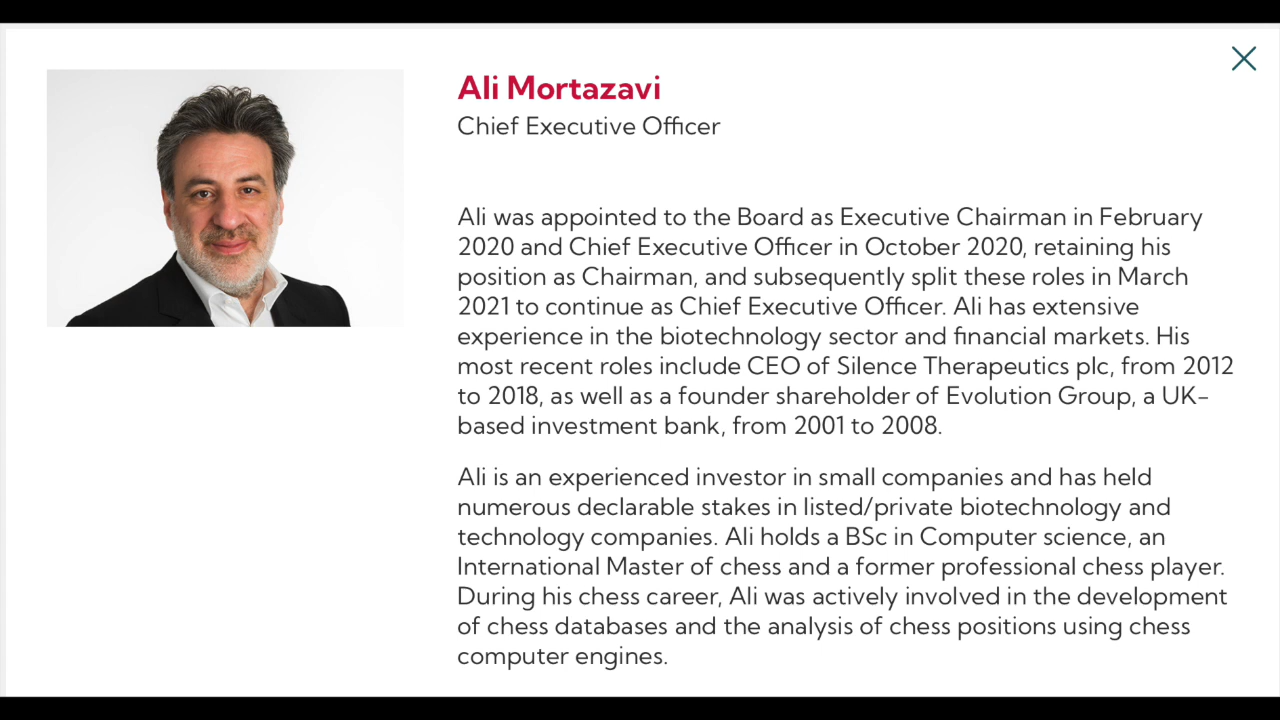 Ali Mortazavi
Chief Executive Officer
Ali was appointed to the Board as Executive Chairman in February
2020 and Chief Executive Officer in October 2020, retaining his
position as Chairman, and subsequently split these roles in March
2021 to continue as Chief Executive Officer. Ali has extensive
experience in the biotechnology sector and financial markets. His
most recent roles include CEO of Silence Therapeutics plc, from 2012
to 2018, as well as a founder shareholder of Evolution Group, a UK-
based investment bank, from 2001 to 2008.
Ali is an experienced investor in small companies and has held
numerous declarable stakes in listed/private biotechnology and
technology companies. Ali holds a BSc in Computer science, an
International Master of chess and a former professional chess player.
During his chess career, Ali was actively involved in the development
of chess databases and the analysis of chess positions using chess
computer engines.